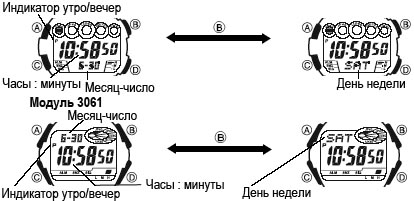 Индикатор утро/вечер
A B B A B
P 10:58 50 P 10:58 50
6-30 SAT
C D C D
Часы : минуты Месяц-число День недели
Модуль 3061
Месяц-число
A 6-30 B B A SAT B
P 10:58 50 P 10:58 50
C D C D
Индикатор утро/вечер Часы : минуты День недели